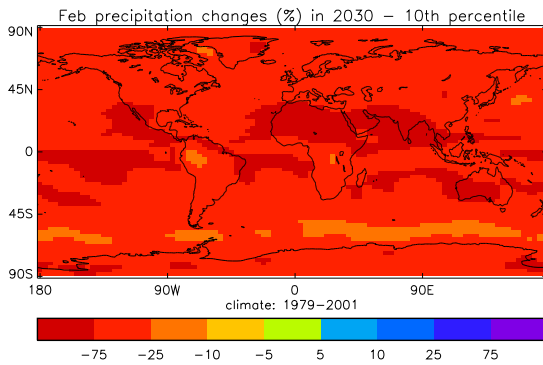 Feb precipitation changes (%) in 2030 − 10th percentile
90N
45N
0
45S
90S
180 90W 0 90E
climate: 1979−2001
−75 −25 −10 −5 5 10 25 75